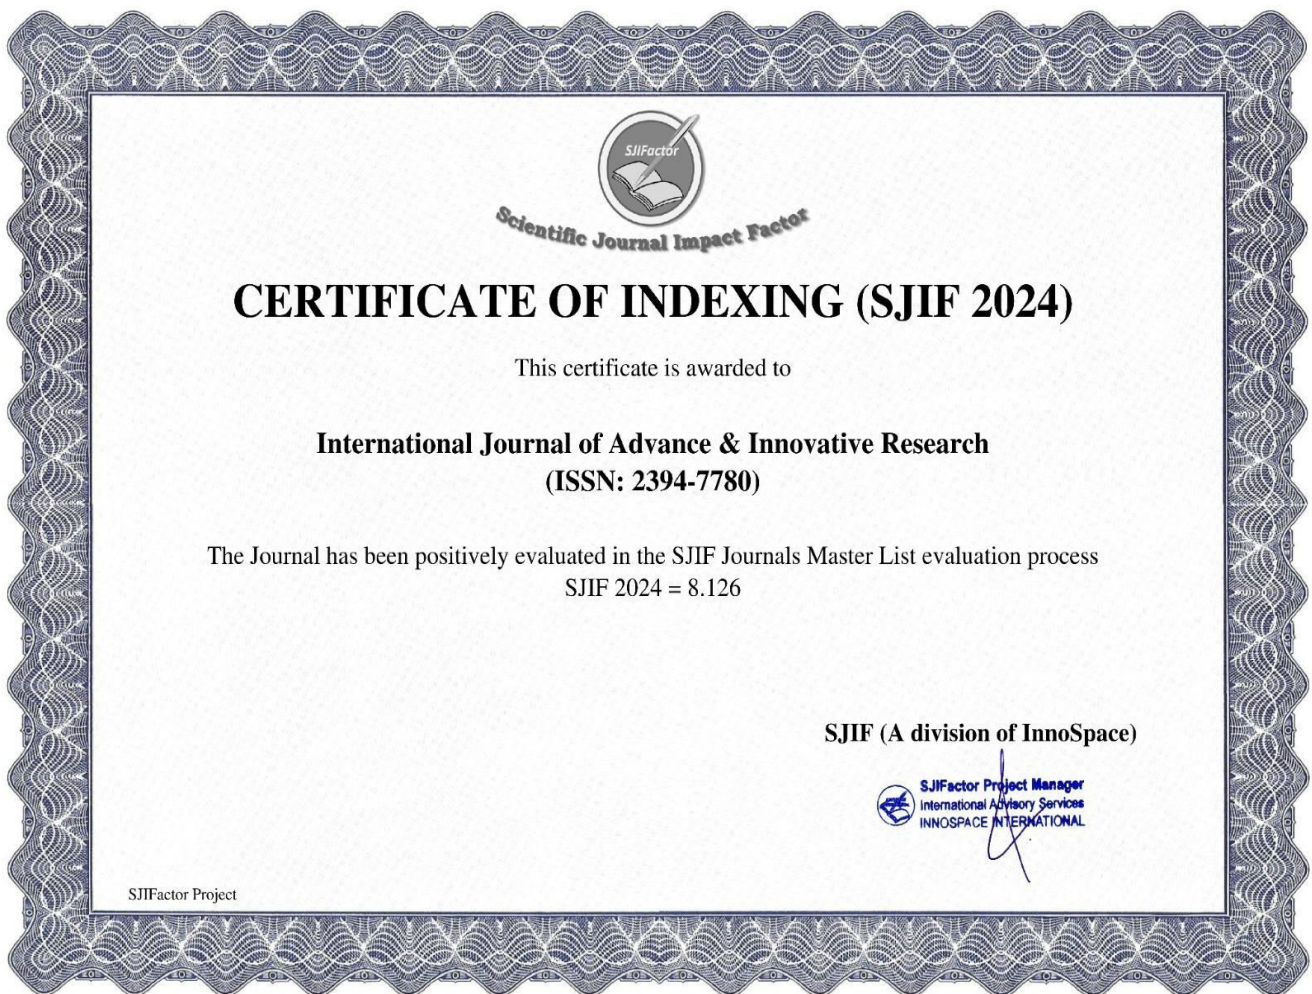 SJIFactor
Scientific Journal Impact Factor
CERTIFICATE OF INDEXING (SJIF 2024)
This certificate is awarded to
International Journal of Advance & Innovative Research
(ISSN: 2394-7780)
The Journal has been positively evaluated in the SJIF Journals Master List evaluation process
SJIF 2024 = 8.126
SJIF (A division of InnoSpace)
SJIFactor Project Manager
International Advisory Services
INNOSPACE INTERNATIONAL
SJIFactor Project